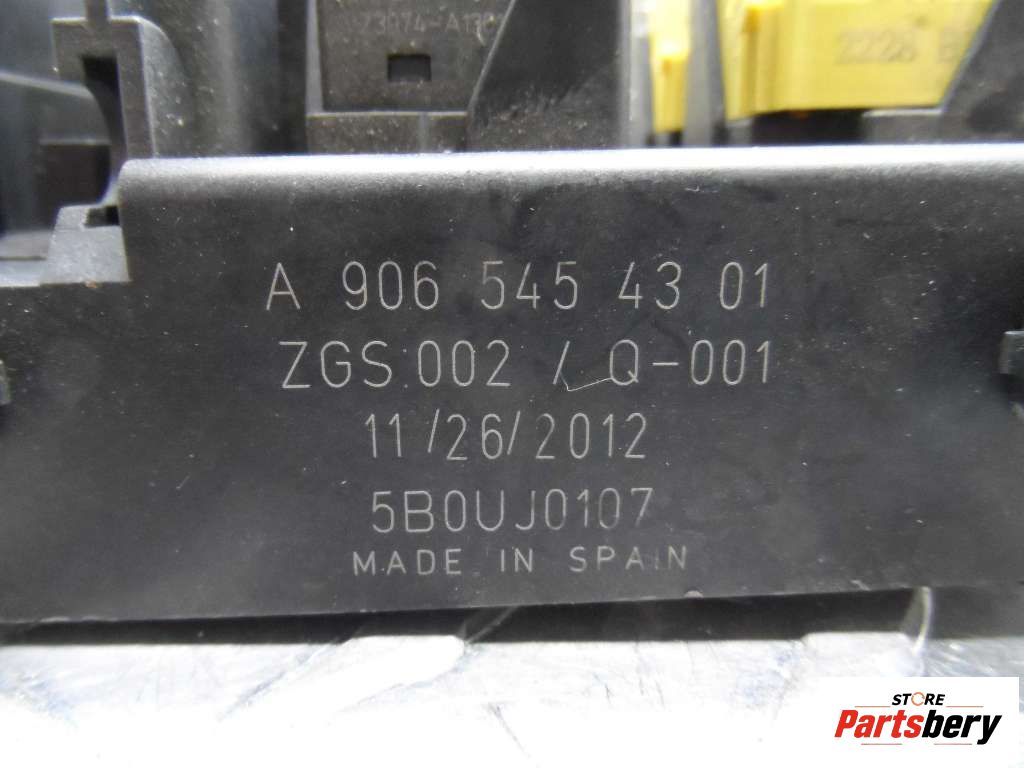 A 906 545 43 01
ZGS:002 / Q-001
11/26/2012
5B0UJ0107
MADE IN SPAIN
STORE
Partsbery